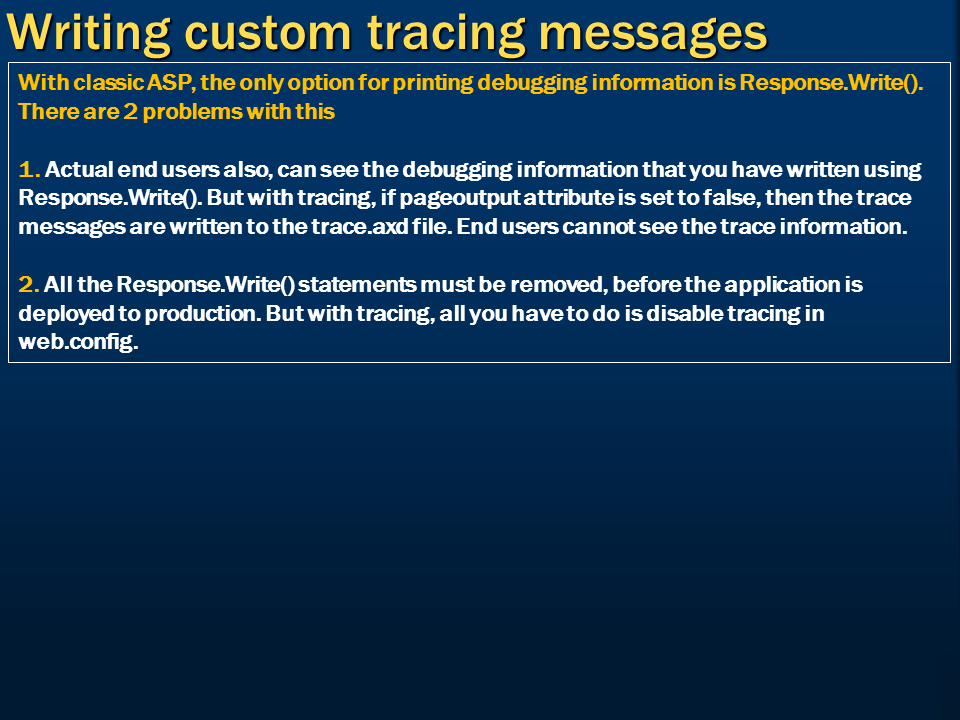 Writing custom tracing messages
With classic ASP, the only option for printing debugging information is Response.Write().
There are 2 problems with this
1. Actual end users also, can see the debugging information that you have written using
Response.Write(). But with tracing, if pageoutput attribute is set to false, then the trace
messages are written to the trace.axd file. End users cannot see the trace information.
2. All the Response.Write() statements must be removed, before the application is
deployed to production. But with tracing, all you have to do is disable tracing in
web.config.